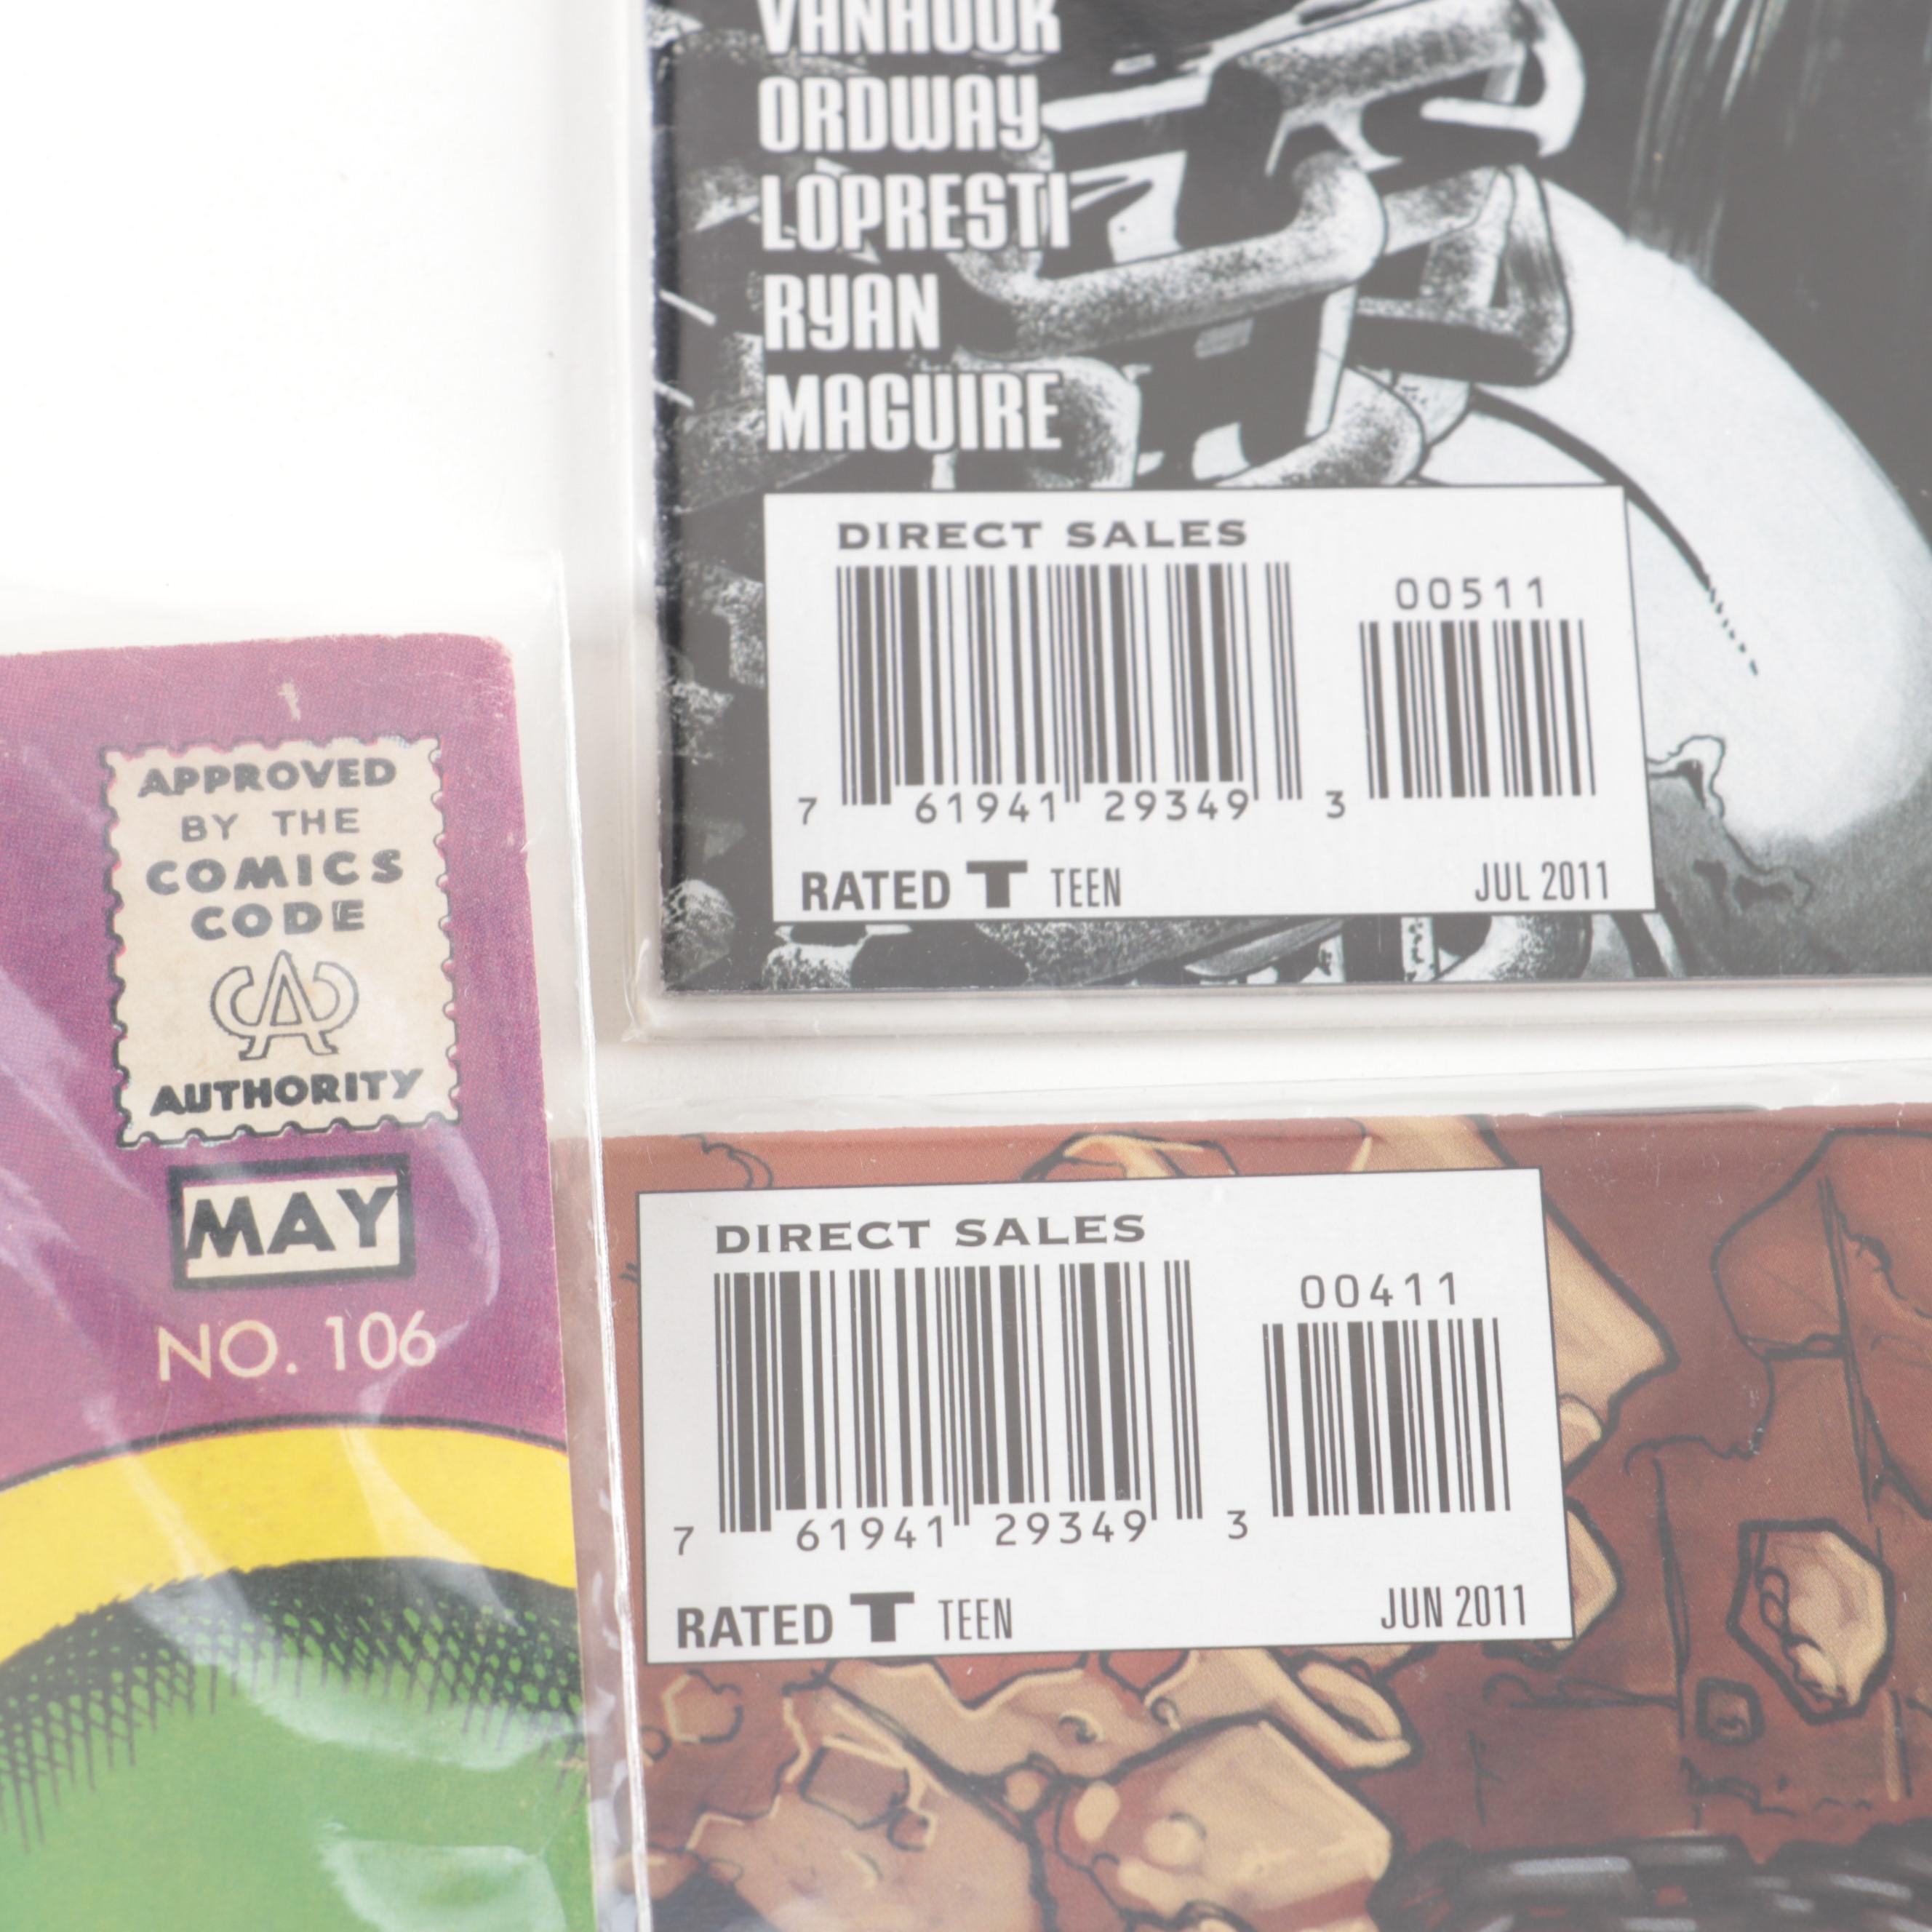 VANHOOK
ORDWAY
LOPRESTI
RYAN
MAGUIRE
DIRECT SALES
00511
7 61941 29349 3
RATED T TEEN JUL 2011
APPROVED
BY THE
COMICS
CODE
CA
AUTHORITY
MAY
NO. 106
DIRECT SALES
00411
7 61941 29349 3
RATED T TEEN JUN 2011